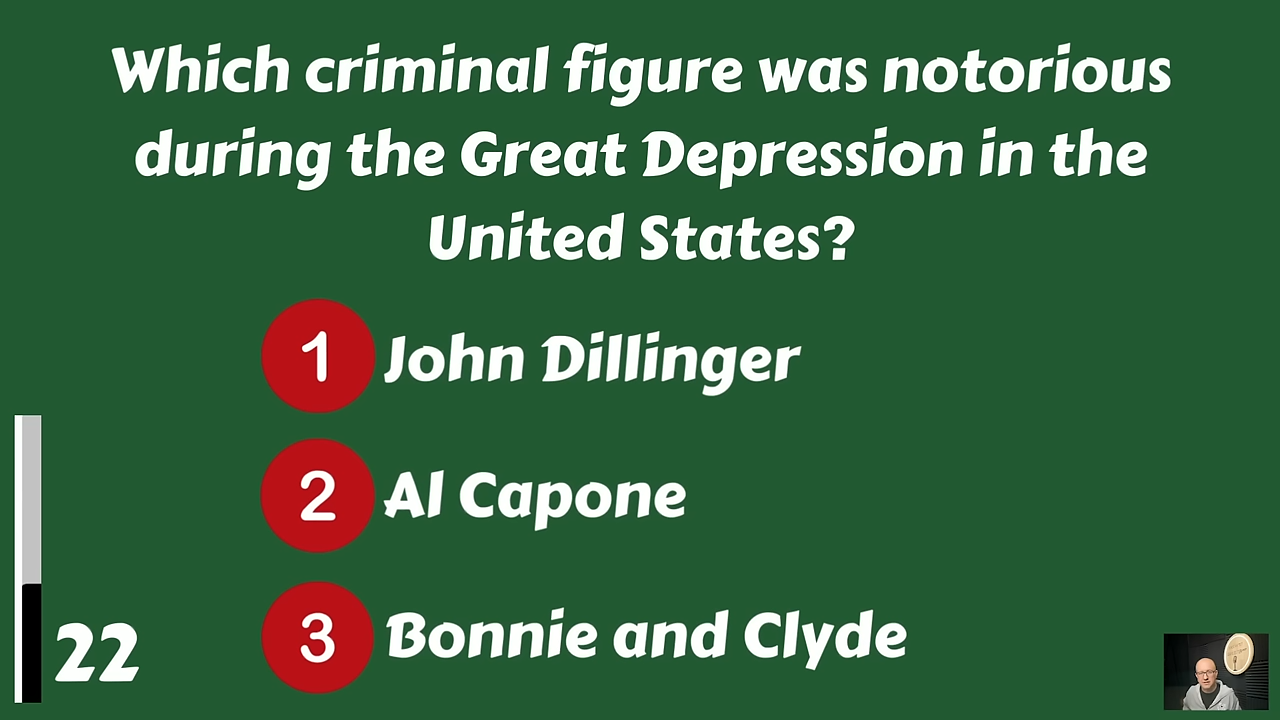 Which criminal figure was notorious
during the Great Depression in the
United States?
1 John Dillinger
2 Al Capone
3 Bonnie and Clyde
22